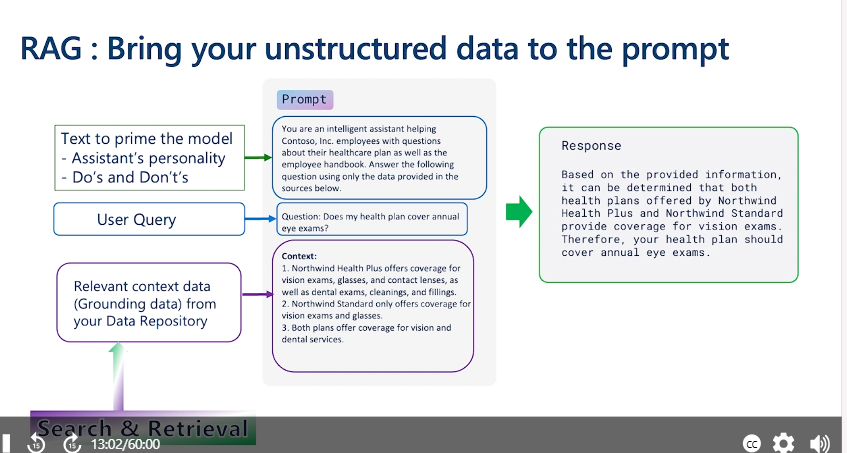 RAG : Bring your unstructured data to the prompt
Text to prime the model
- Assistant's personality
- Do's and Don't's
User Query
Relevant context data
(Grounding data) from
your Data Repository
Search & Retrieval
Prompt
You are an intelligent assistant helping
Contoso, Inc. employees with questions
about their healthcare plan as well as the
employee handbook. Answer the following
question using only the data provided in the
sources below.
Question: Does my health plan cover annual
eye exams?
Context:
1. Northwind Health Plus offers coverage for
vision exams, glasses, and contact lenses, as
well as dental exams, cleanings, and fillings.
2. Northwind Standard only offers coverage for
vision exams and glasses.
3. Both plans offer coverage for vision and
dental services.
Response
Based on the provided information,
it can be determined that both
health plans offered by Northwind
Health Plus and Northwind Standard
provide coverage for vision exams.
Therefore, your health plan should
cover annual eye exams.
15
15
13:02/60:00
CC